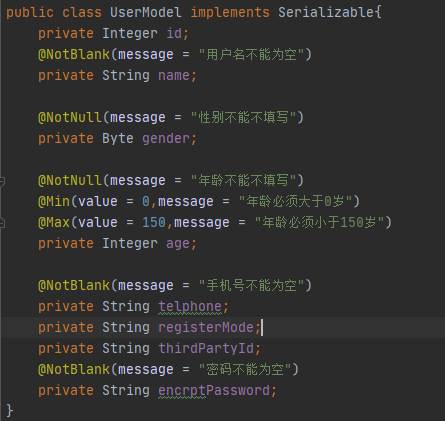 public class UserModel implements Serializable{
private Integer id;
@NotBlank(message = "用户名不能为空")
private String name;
@NotNull(message = "性别不能不填写")
private Byte gender;
@NotNull(message = "年龄不能不填写")
@Min(value = 0,message = "年龄必须大于0岁")
@Max(value = 150,message = "年龄必须小于150岁")
private Integer age;
@NotBlank(message = "手机号不能为空")
private String telphone;
private String registerMode;
private String thirdPartyId;
@NotBlank(message = "密码不能为空")
private String encrptPassword;
}